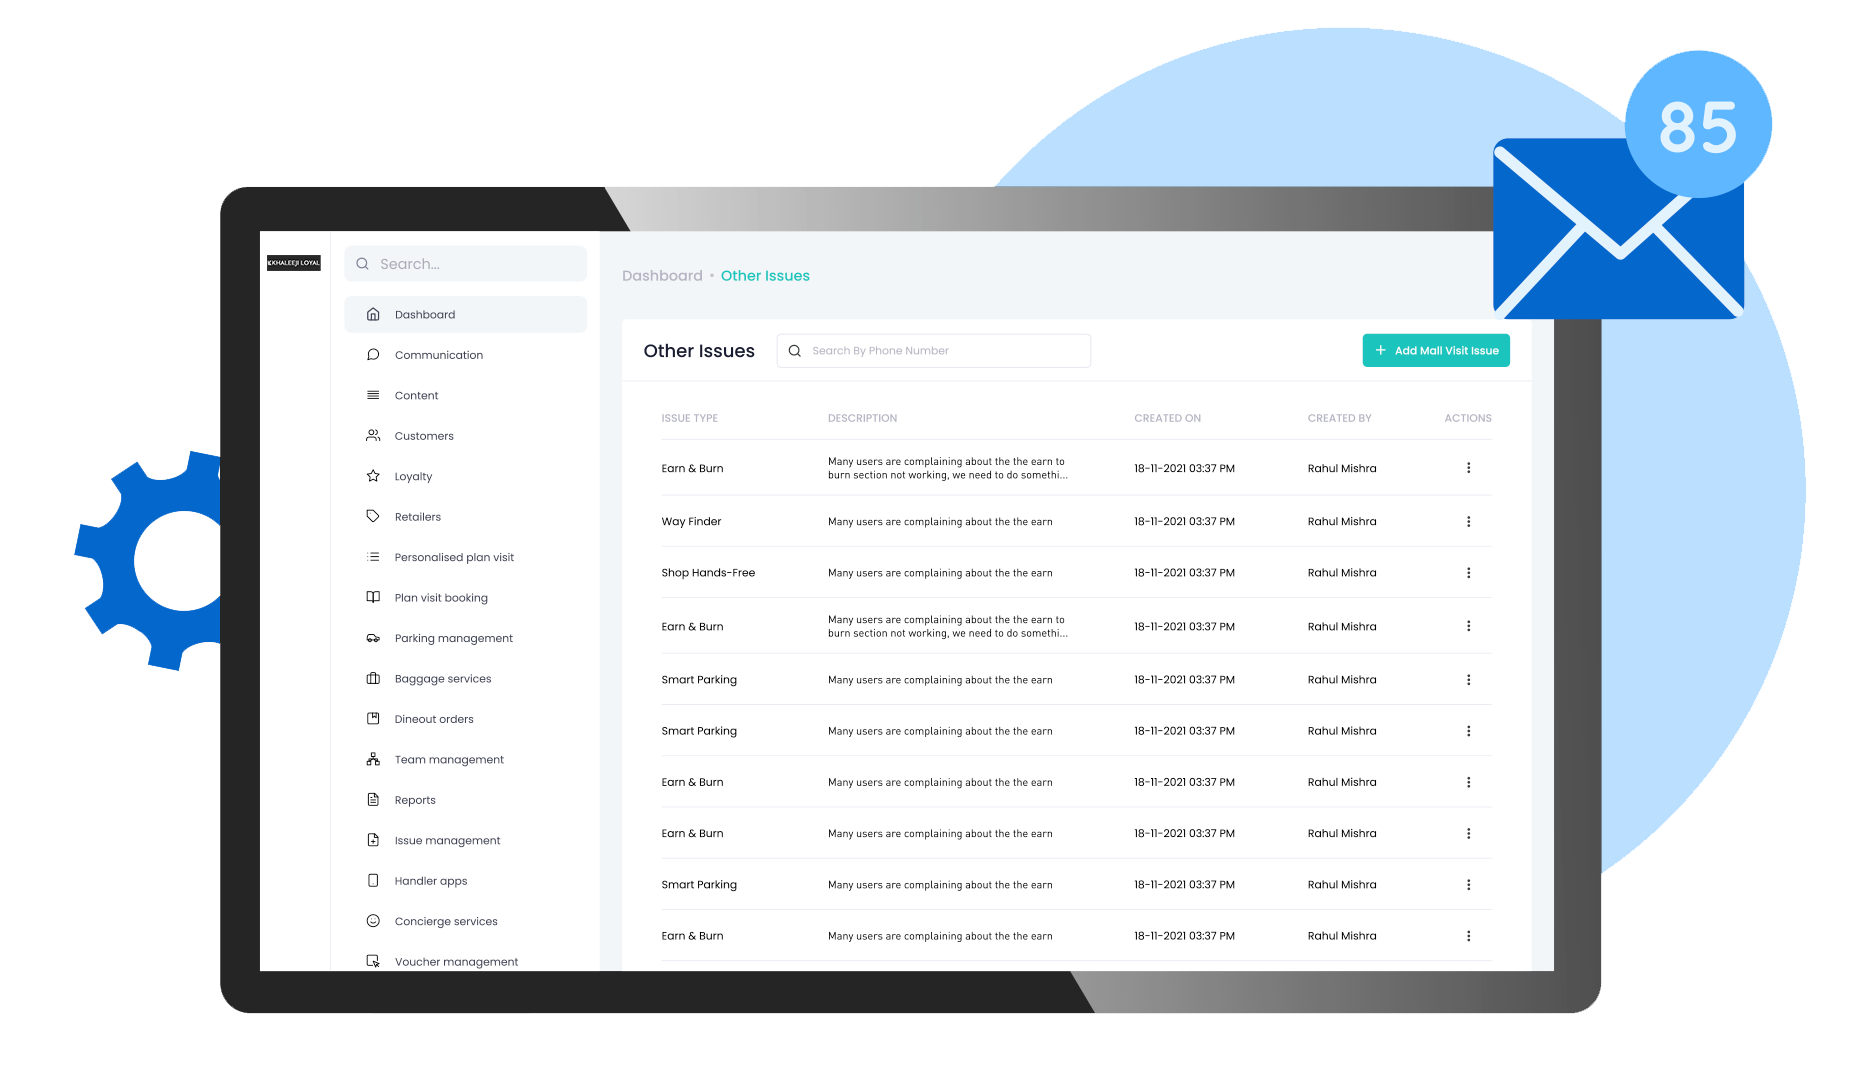 85
KHALEEJI LOYAL
Search...
Dashboard
Communication
Content
Customers
Loyalty
Retailers
Personalised plan visit
Plan visit booking
Parking management
Baggage services
Dineout orders
Team management
Reports
Issue management
Handler apps
Concierge services
Voucher management
Dashboard • Other Issues
Other Issues
Search By Phone Number
+ Add Mall Visit Issue
ISSUE TYPE DESCRIPTION CREATED ON CREATED BY ACTIONS
Earn & Burn Many users are complaining about the the earn to
burn section not working, we need to do somethi... 18-11-2021 03:37 PM Rahul Mishra
Way Finder Many users are complaining about the the earn 18-11-2021 03:37 PM Rahul Mishra
Shop Hands-Free Many users are complaining about the the earn 18-11-2021 03:37 PM Rahul Mishra
Earn & Burn Many users are complaining about the the earn to
burn section not working, we need to do somethi... 18-11-2021 03:37 PM Rahul Mishra
Smart Parking Many users are complaining about the the earn 18-11-2021 03:37 PM Rahul Mishra
Smart Parking Many users are complaining about the the earn 18-11-2021 03:37 PM Rahul Mishra
Earn & Burn Many users are complaining about the the earn 18-11-2021 03:37 PM Rahul Mishra
Earn & Burn Many users are complaining about the the earn 18-11-2021 03:37 PM Rahul Mishra
Smart Parking Many users are complaining about the the earn 18-11-2021 03:37 PM Rahul Mishra
Earn & Burn Many users are complaining about the the earn 18-11-2021 03:37 PM Rahul Mishra